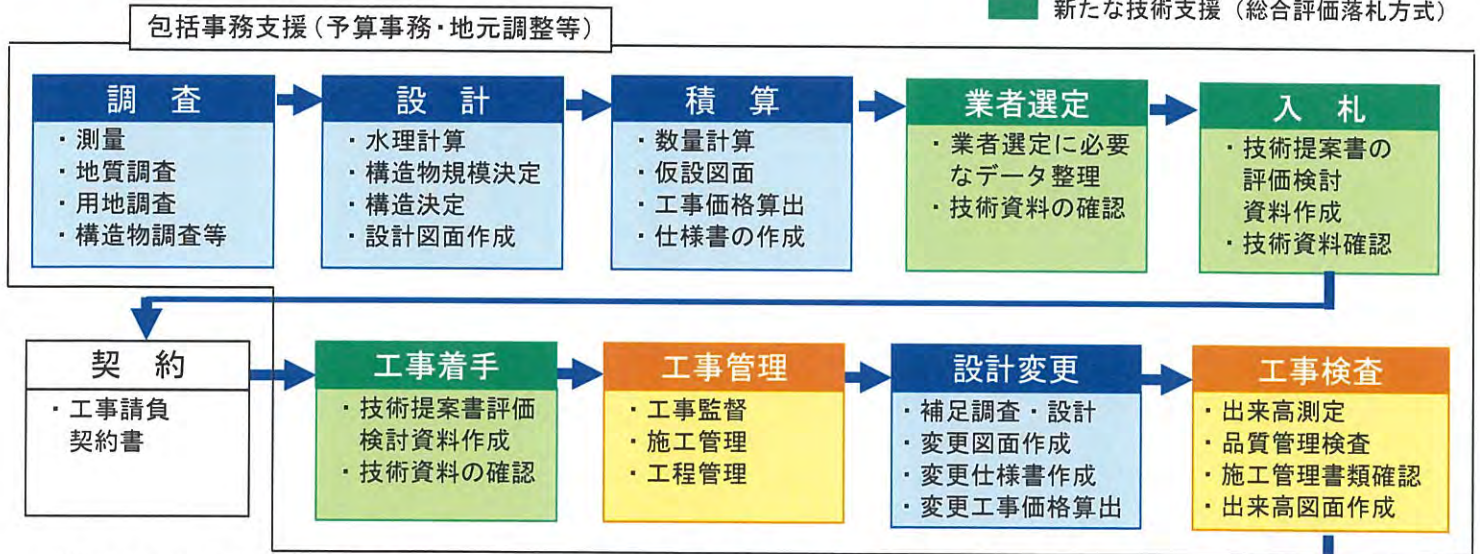 新たな技術支援（総合評価落札方式）
包括事務支援（予算事務・地元調整等）
調 査
・測量
・地質調査
・用地調査
・構造物調査等
設 計
・水理計算
・構造物規模決定
・構造決定
・設計図面作成
積 算
・数量計算
・仮設図面
・工事価格算出
・仕様書の作成
業者選定
・業者選定に必要
なデータ整理
・技術資料の確認
入 札
・技術提案書の
評価検討
資料作成
・技術資料確認
契 約
・工事請負
契約書
工事着手
・技術提案書評価
検討資料作成
・技術資料の確認
工事管理
・工事監督
・施工管理
・工程管理
設計変更
・補足調査・設計
・変更図面作成
・変更仕様書作成
・変更工事価格算出
工事検査
・出来高測定
・品質管理検査
・施工管理書類確認
・出来高図面作成